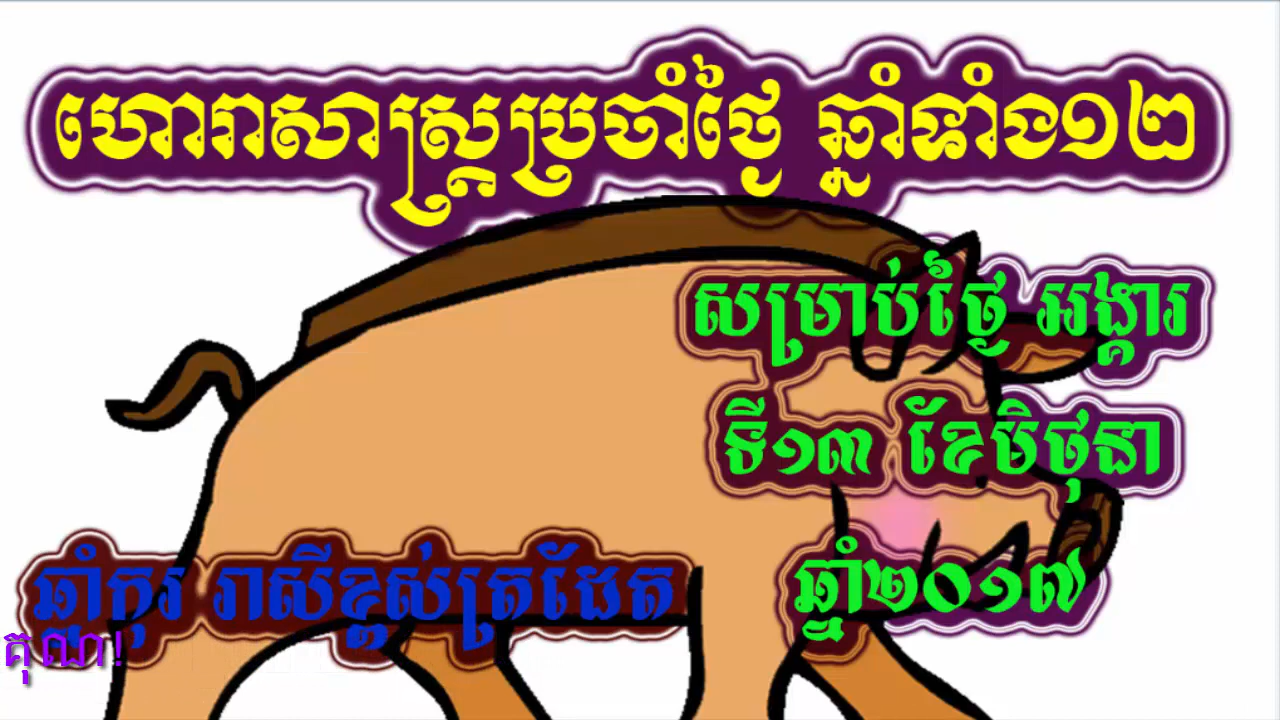 ហោរាសាស្ត្រប្រចាំថ្ងៃ ឆ្នាំទាំង១២
សម្រាប់ថ្ងៃ អង្គារ
ទី១៣ ខែមិថុនា
ឆ្នាំ២០១៧
ឆ្នាំកុរ រាសីខ្ពស់ត្រដែត
គុណ!